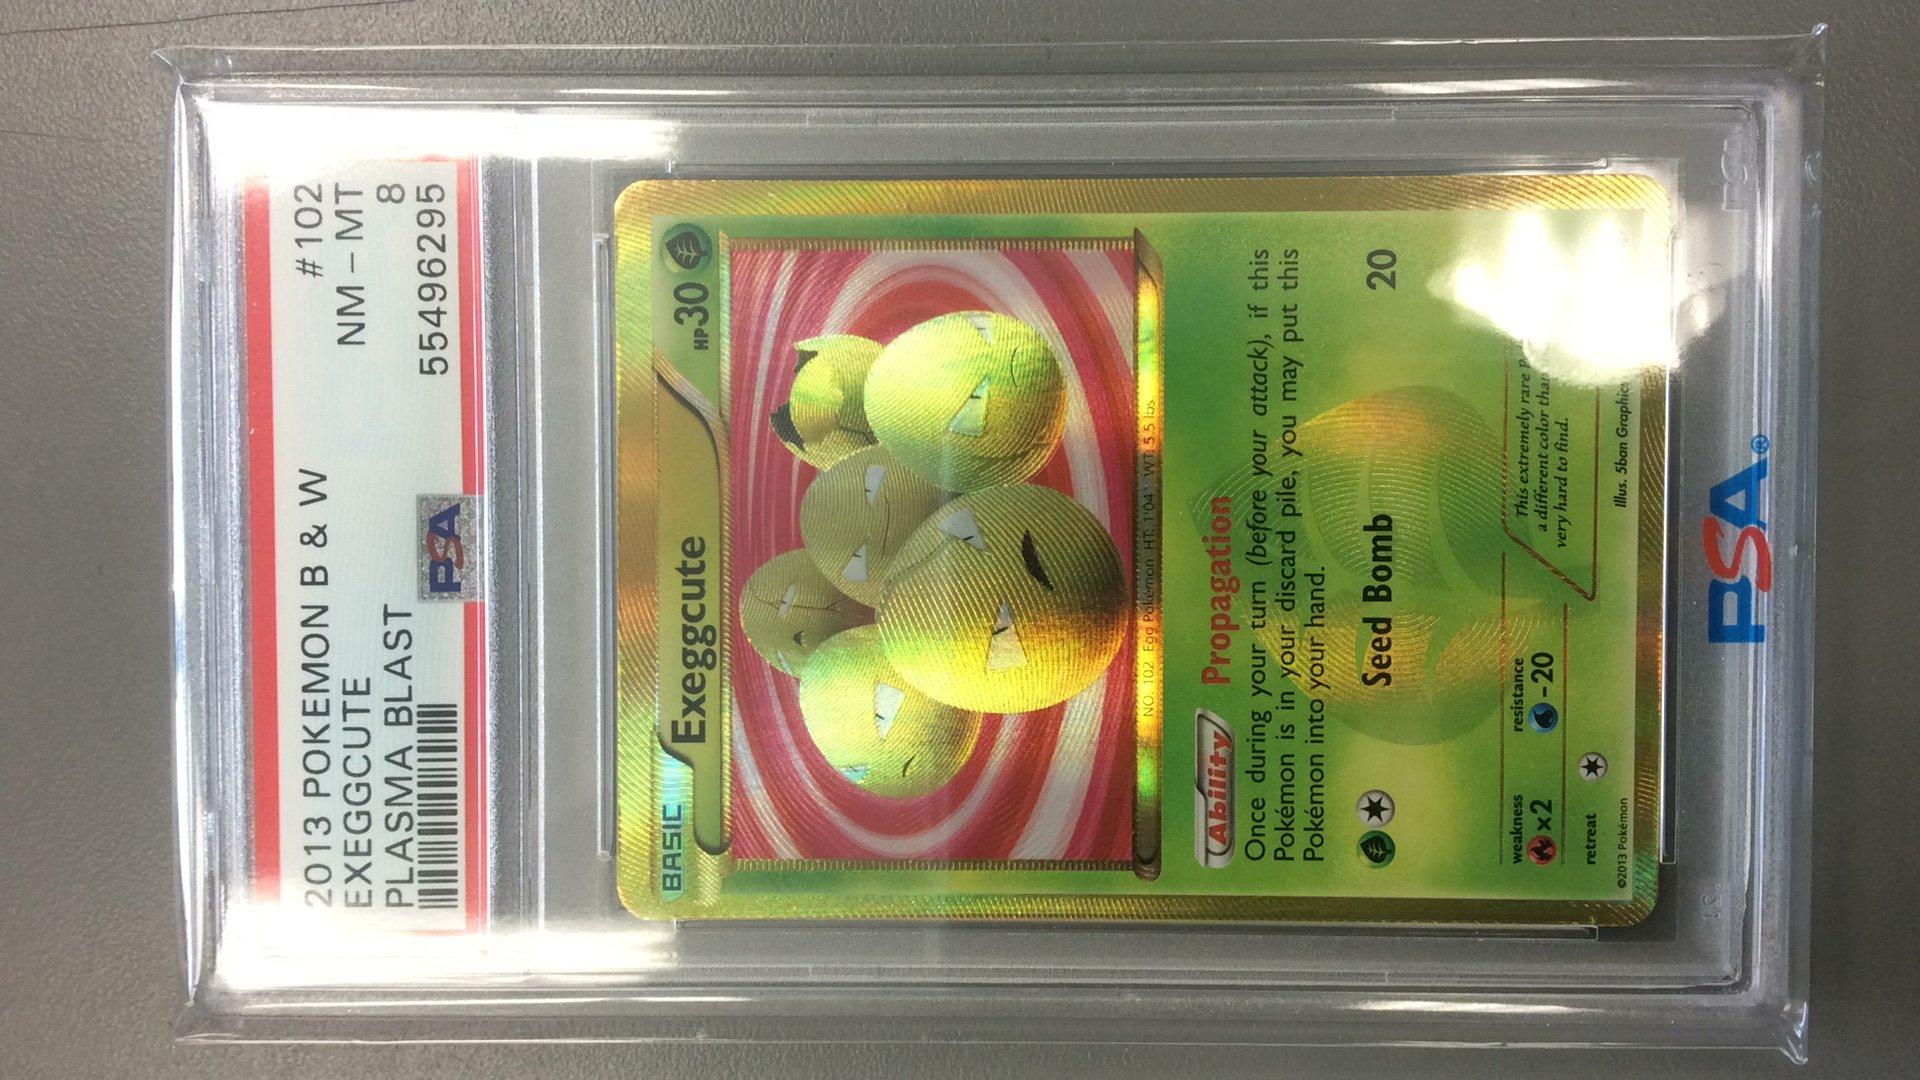 2013 POKEMON B & W #102
EXEGGCUTE NM-MT
PLASMA BLAST 8
55496295
PSA
BASIC
Exeggcute HP30
NO. 102 Egg Pokémon HT: 1'04" WT: 5.5 lbs
Ability Propagation
Once during your turn (before your attack), if this
Pokémon is in your discard pile, you may put this
Pokémon into your hand.
Seed Bomb 20
weakness
×2
resistance
-20
retreat
This extremely rare
a different color than
very hard to find.
Illus. 5ban Graphics
©2013 Pokémon
PSA®